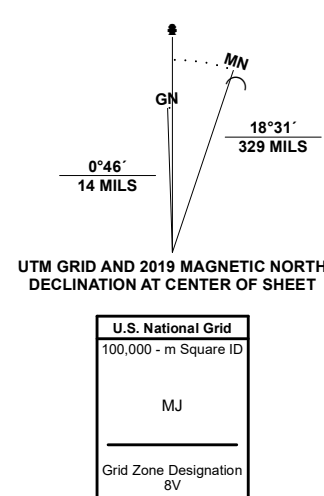 MN
GN
18°31´
329 MILS
0°46´
14 MILS
UTM GRID AND 2019 MAGNETIC NORTH
DECLINATION AT CENTER OF SHEET
U.S. National Grid
100,000 - m Square ID
MJ
Grid Zone Designation
8V